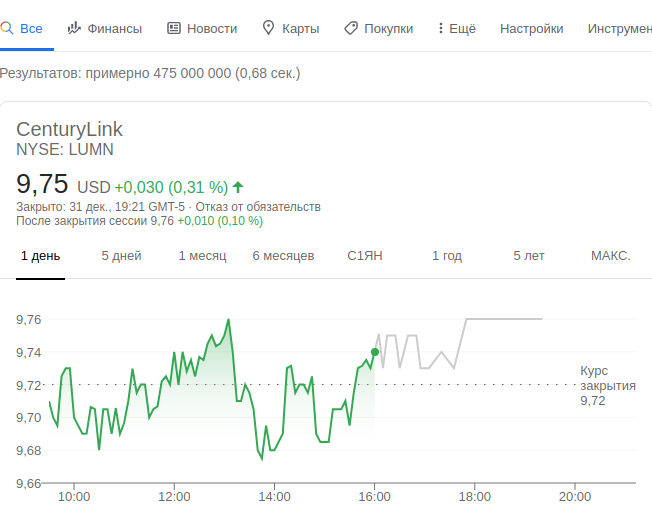 Все Финансы Новости Карты Покупки Ещё Настройки Инструмен
Результатов: примерно 475 000 000 (0,68 сек.)
CenturyLink
NYSE: LUMN
9,75 USD +0,030 (0,31 %)
Закрыто: 31 дек., 19:21 GMT-5 · Отказ от обязательств
После закрытия сессии 9,76 +0,010 (0,10 %)
1 день 5 дней 1 месяц 6 месяцев С1ЯН 1 год 5 лет МАКС.
9,76
9,74
9,72
9,70
9,68
9,66
Курс
закрытия
9,72
10:00 12:00 14:00 16:00 18:00 20:00